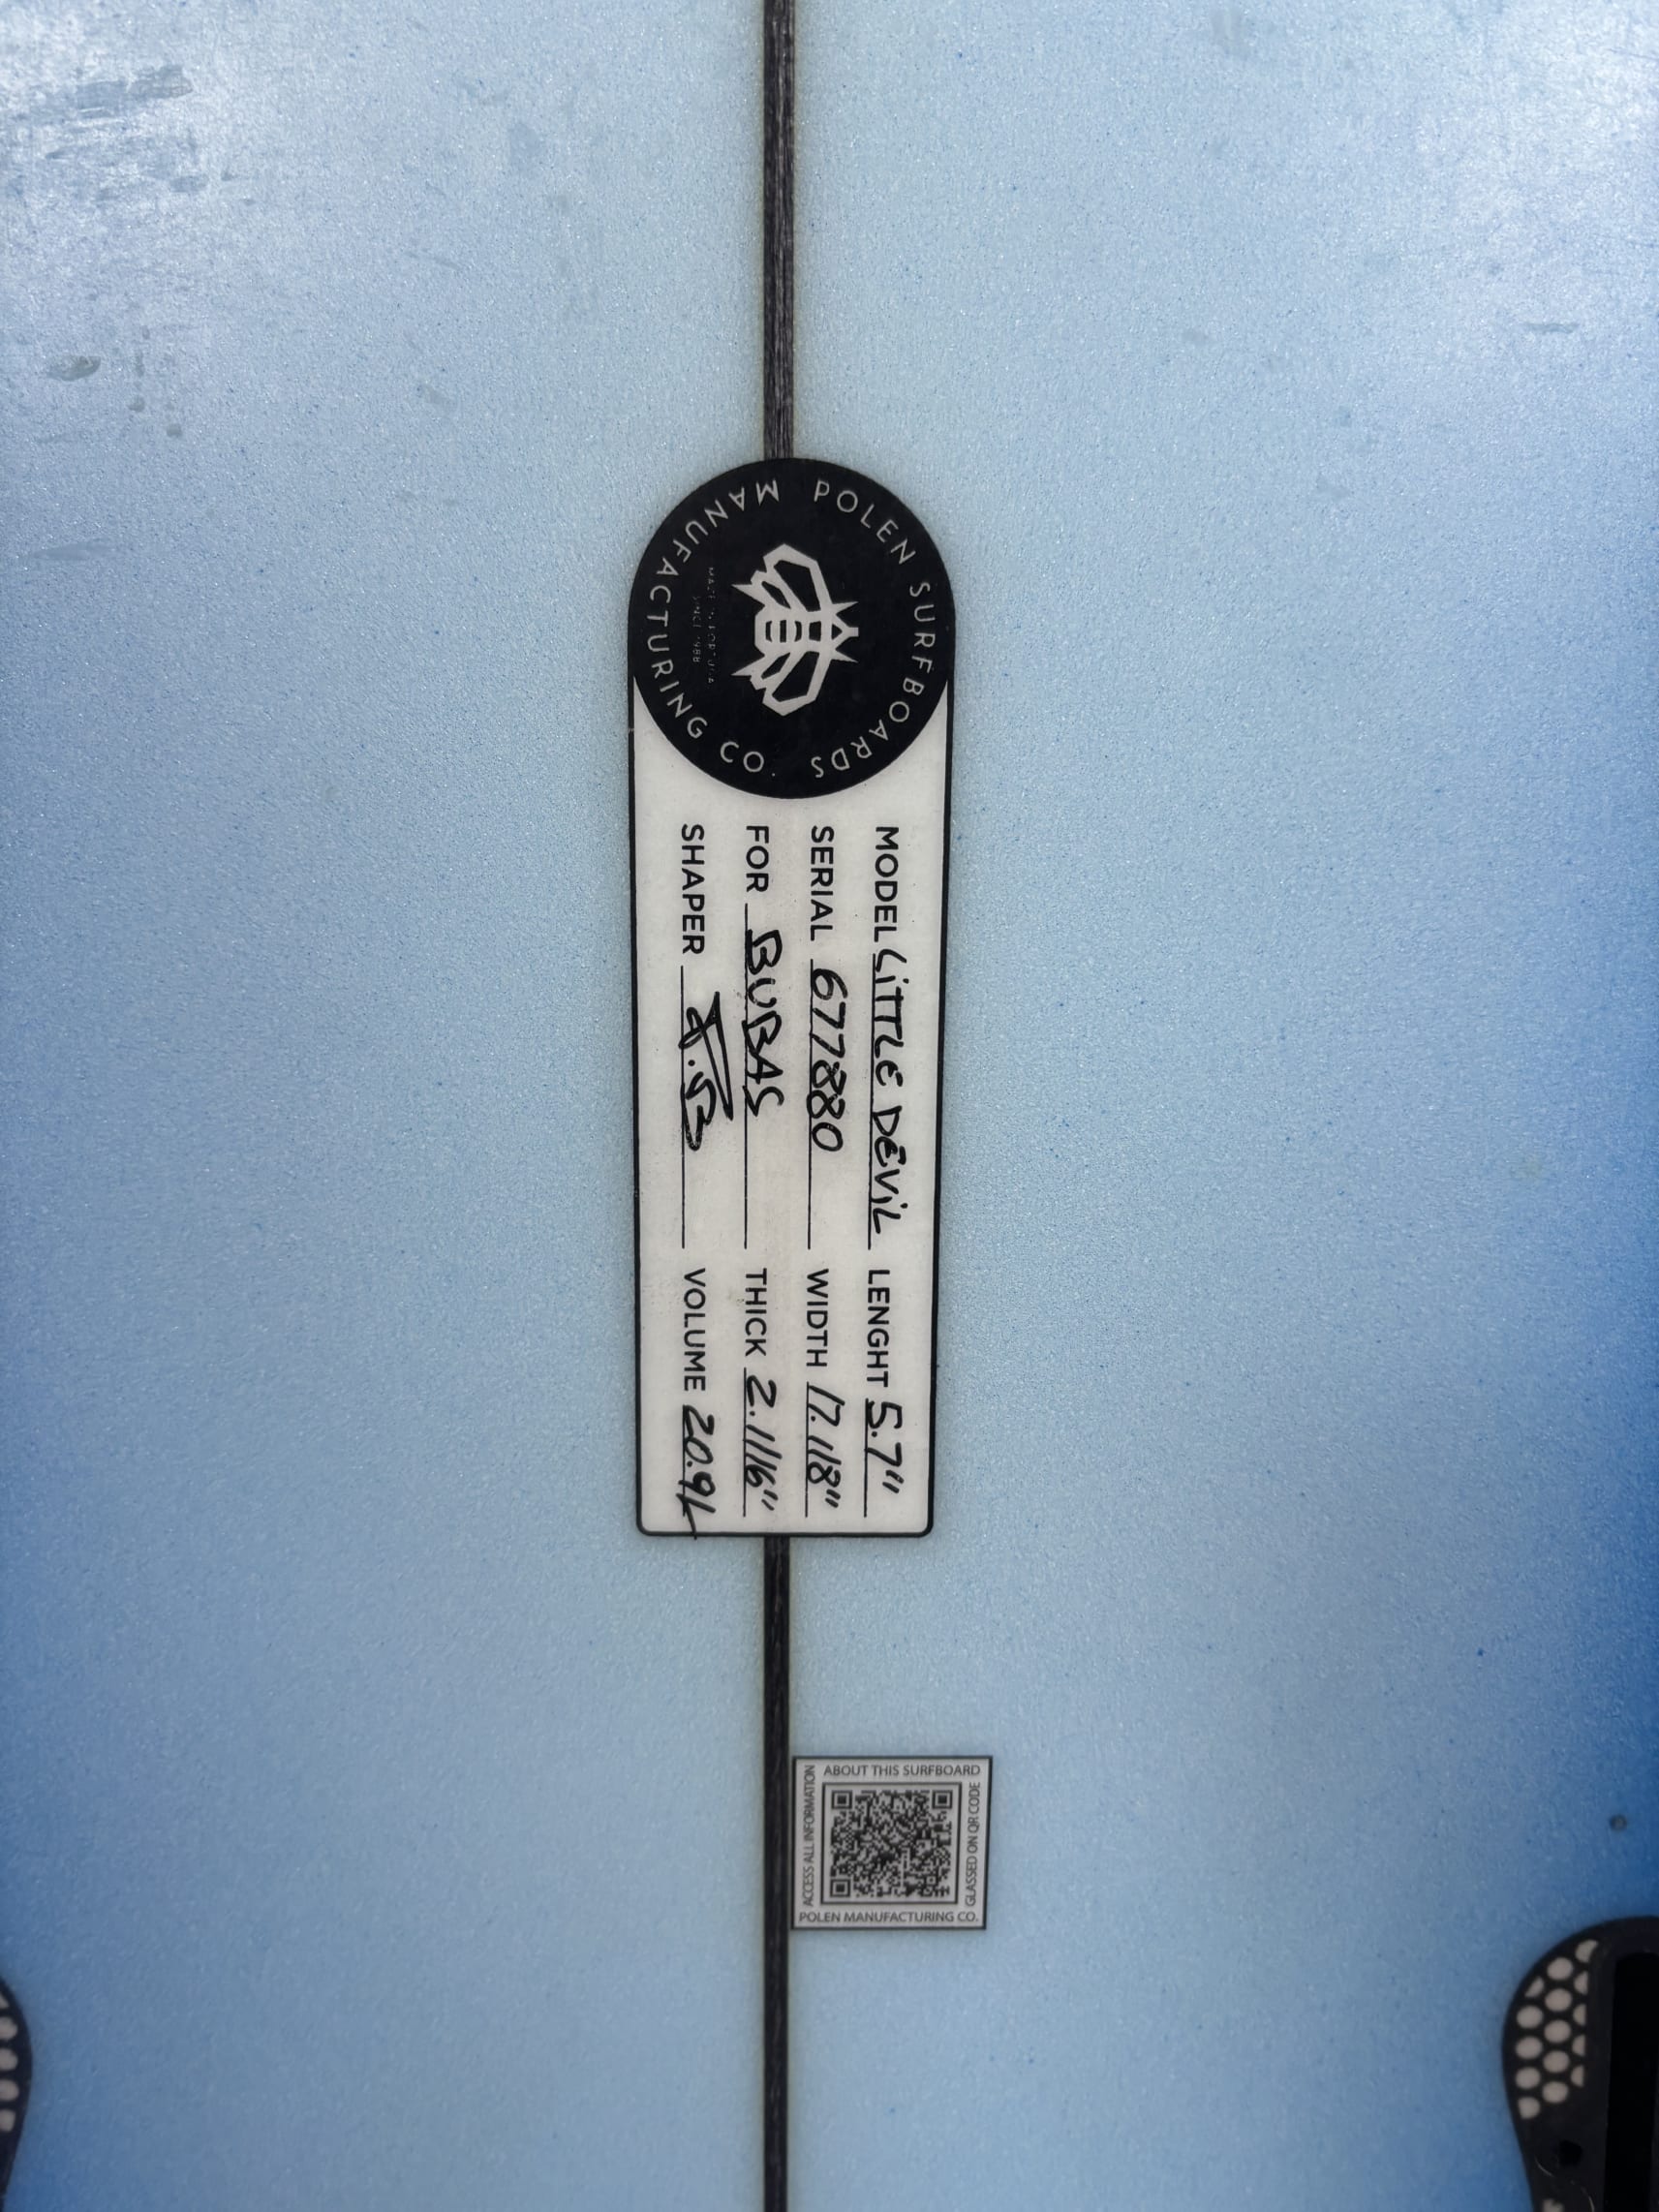 POLEN SURFBOARDS
MANUFACTURING CO.
MODEL LiTTLE DEViL LENGHT 5.7"
SERIAL 677880 WIDTH 17.1/8"
FOR BUBAS THICK 2.1/16"
SHAPER VOLUME 20.9L
ABOUT THIS SURFBOARD
GLASSED ON QR CODE
POLEN MANUFACTURING CO.
ACCESS ALL INFORMATION